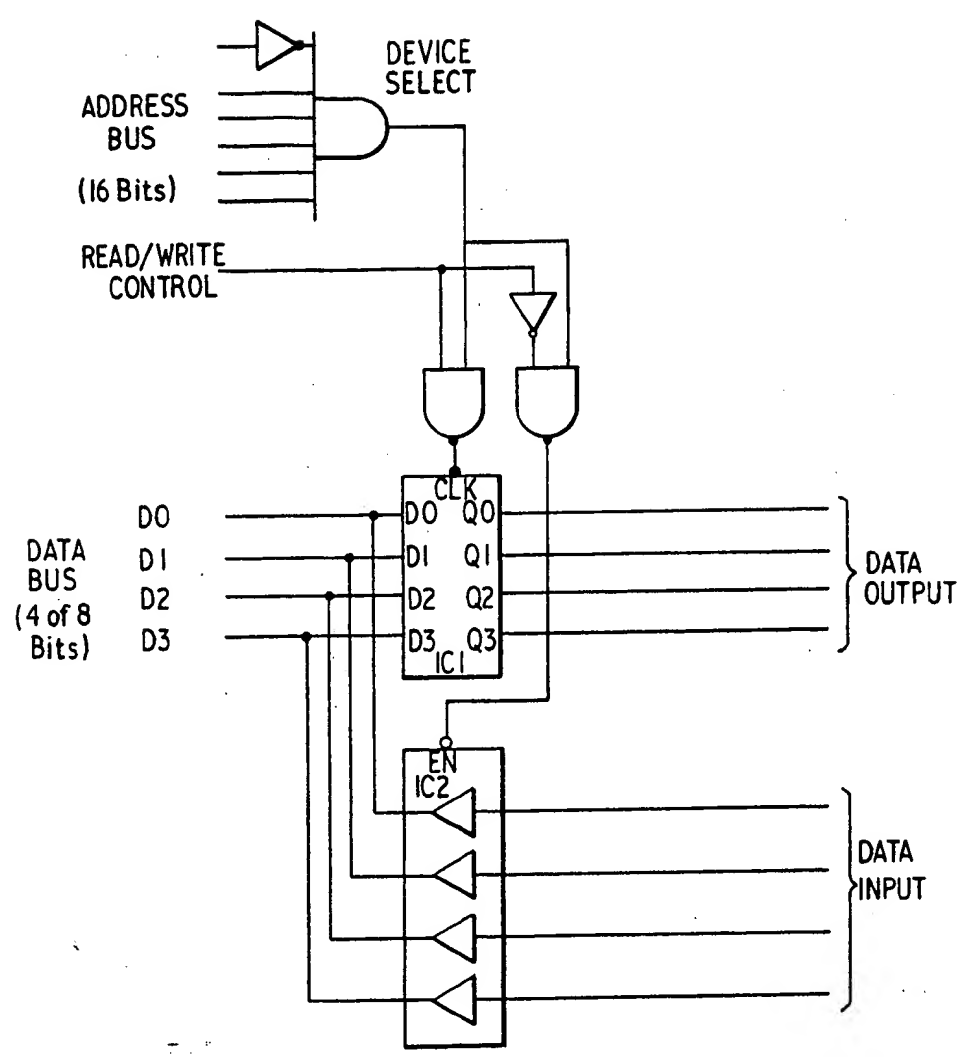 DEVICE
SELECT
ADDRESS
BUS
(16 Bits)
READ/WRITE
CONTROL
CLK
D0 Q0
D1 Q1
D2 Q2
D3 Q3
IC1
DATA
BUS
(4 of 8
Bits)
D0
D1
D2
D3
DATA
OUTPUT
EN
IC2
DATA
INPUT